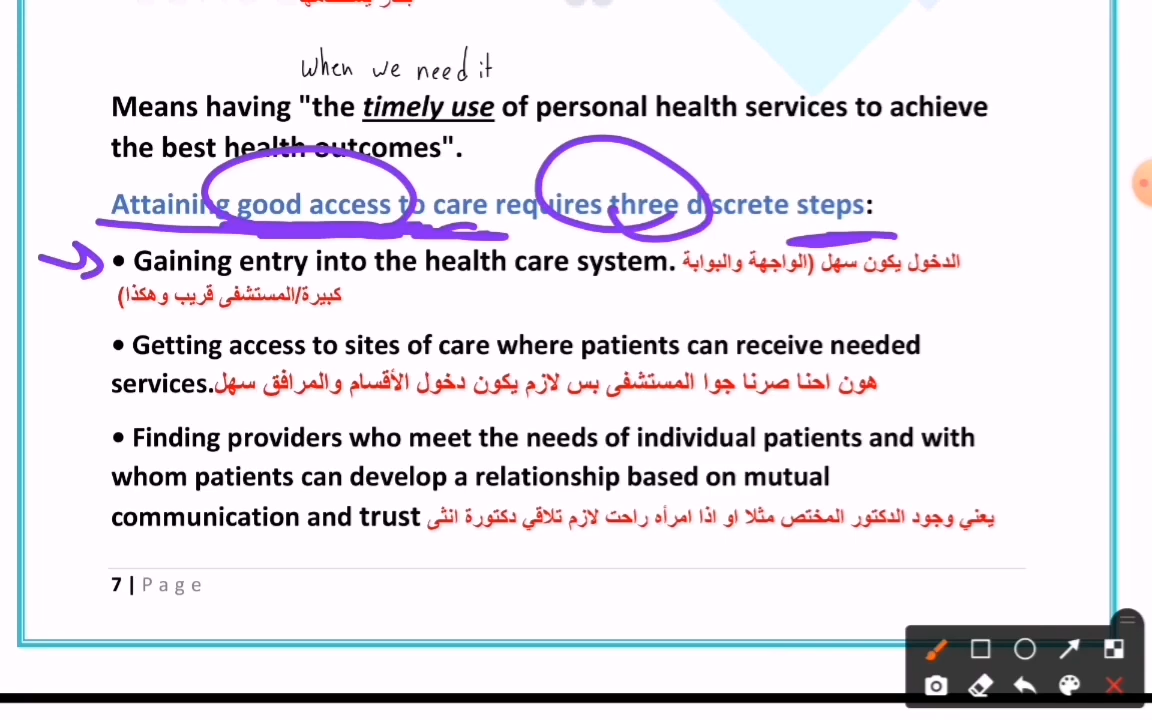 When we need it
Means having "the timely use of personal health services to achieve
the best health outcomes".
Attaining good access to care requires three discrete steps:
• Gaining entry into the health care system. الدخول يكون سهل (الواجهة والبوابة
كبيرة/المستشفى قريب وهكذا)
• Getting access to sites of care where patients can receive needed
services.هون احنا صرنا جوا المستشفى بس لازم يكون دخول الأقسام والمرافق سهل
• Finding providers who meet the needs of individual patients and with
whom patients can develop a relationship based on mutual
communication and trust يعني وجود الدكتور المختص مثلا او اذا امرأه راحت لازم تلاقي دكتورة انثى
7 | Page